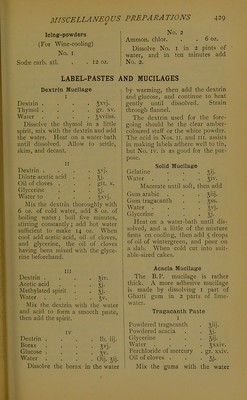 MISCELLANEOUS PREPARATIONS 429
Icing-powders
(For Wine-cooling)
No. 1
Sodæ carb. xll. . . 12 oz.
No. 2
Ammon. chlor. . . 6 oz.
Dissolve No. 1 in 2 pints of
water, and in ten minutes add
No. 2.
LABEL-PASTES AND MUCILAGES
Dextrin Mucilage
I
Dextrin . . . ℥xvj.
Thymol . . . gr. xv.
Water . . . ℥xviiss.
Dissolve the thymol in a little
spirit, mix with the dextrin and add
the water. Heat on a water-bath
until dissolved. Allow to settle,
skim, and decant.
II
Dextrin . . . ℥vj.
Dilute acetic acid . ℥j.
Oil of cloves . . gtt. x.
Glycerine . . . ℥j.
Water to . . . ℥xvj.
Mix the dextrin thoroughly with
6 oz. of cold water, add 8 oz. of
boiling water; boil five minutes,
stirring constantly; add hot water
sufficient to make 14 oz. When
cool add acetic acid, oil of cloves,
and glycerine, the oil of cloves
having been mixed with the glyce-
rine beforehand.
III
Dextrin . . . ℥iv.
Acetic acid . . ℥j.
Methylated spirit . ℥j.
Water . . . ℥v.
Mix the dextrin with the water
and acid to form a smooth paste,
then add the spirit.
IV
Dextrin . . . lb. iij.
Borax . . . ℥vj.
Glucose . . . ℥v.
Water . . . Oij. ℥ij.
Dissolve the borax in the water
by warming, then add the dextrin
and glucose, and continue to heat
gently until dissolved. Strain
through flannel.
The dextrin used for the fore-
going should be the clear amber-
coloured stuff or the white powder.
The acid in Nos. II. and III. assists
in making labels adhere well to tin,
but No. IV. is as good for the pur-
pose.
Solid Mucilage
Gelatine . . . ℥ij.
Water . . . ℥iv.
Macerate until soft, then add
Gum arabic . . ℥iij.
Gum tragacanth . ℥ss.
Water . . . ℥vj.
Glycerine . . . ℥j.
Heat on a water-bath until dis-
solved, and a little of the mixture
dames on cooling, then add 5 drops
of oil of wintergreen, and pour on
a slab. When cold cut into suit-
able-sized cakes.
Acacia Mucilage
The B.P. mucilage is rather
thick. A more adhesive mucilage
is made by dissolving 1 part of
Ghatti gum in 2 parts of lime-
water.
Tragacanth Paste
I
Powdered tragacanth . ℥iij.
Powdered acacia . ℥j.
Glycerine . . . ℥ij.
Water . . . ℥xxiv.
Perchloride of mercury . gr. xxiv.
Oil of cloves . . ℥j.
Mix the gums with the water